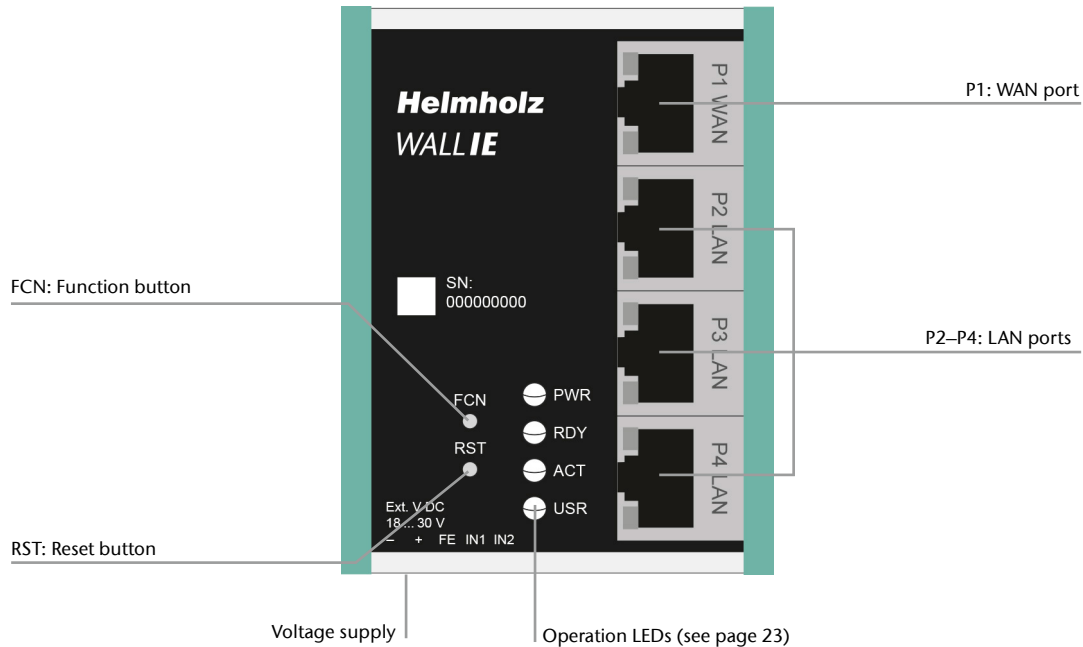 Helmholz
WALL IE
P1 WAN
P1: WAN port
P2 LAN
FCN: Function button
SN:
000000000
P3 LAN
P2–P4: LAN ports
FCN
PWR
RDY
RST
ACT
P4 LAN
USR
Ext. V DC
18 ... 30 V
– + FE IN1 IN2
RST: Reset button
Voltage supply
Operation LEDs (see page 23)